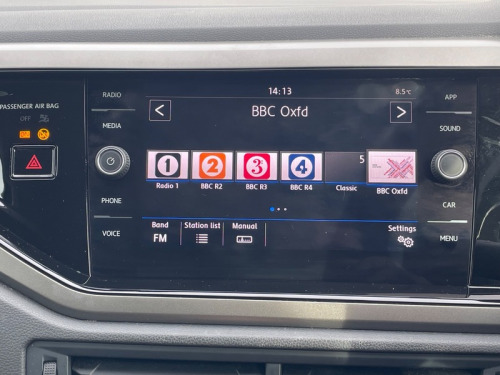 PASSENGER AIR BAG
OFF
RADIO
MEDIA
PHONE
VOICE
14:13
8.5°C
<
BBC Oxfd
>
1
2
3
4
5
Radio 1
BBC R2
BBC R3
BBC R4
Classic
BBC Oxfd
Band
FM
Station list
Manual
Settings
APP
SOUND
CAR
MENU